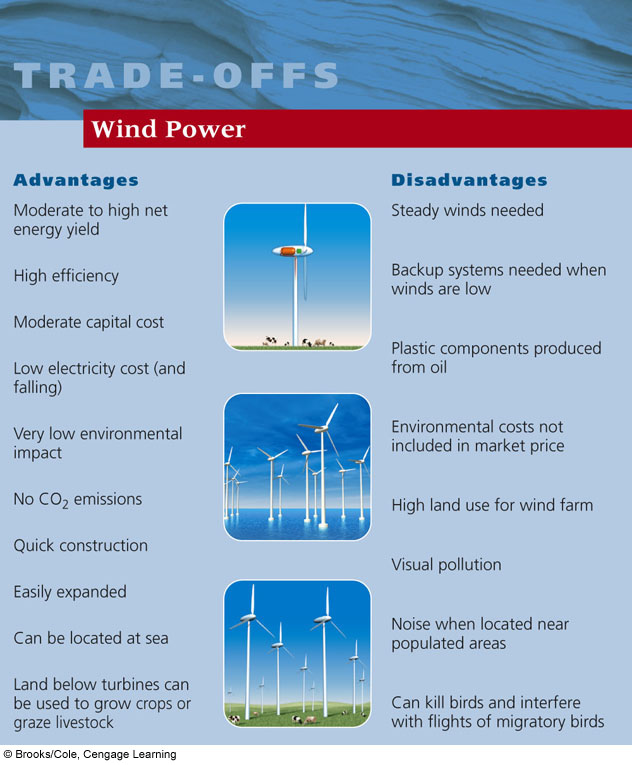 TRADE-OFFS
Wind Power
Advantages
Moderate to high net
energy yield
High efficiency
Moderate capital cost
Low electricity cost (and
falling)
Very low environmental
impact
No CO₂ emissions
Quick construction
Easily expanded
Can be located at sea
Land below turbines can
be used to grow crops or
graze livestock
Disadvantages
Steady winds needed
Backup systems needed when
winds are low
Plastic components produced
from oil
Environmental costs not
included in market price
High land use for wind farm
Visual pollution
Noise when located near
populated areas
Can kill birds and interfere
with flights of migratory birds
© Brooks/Cole, Cengage Learning